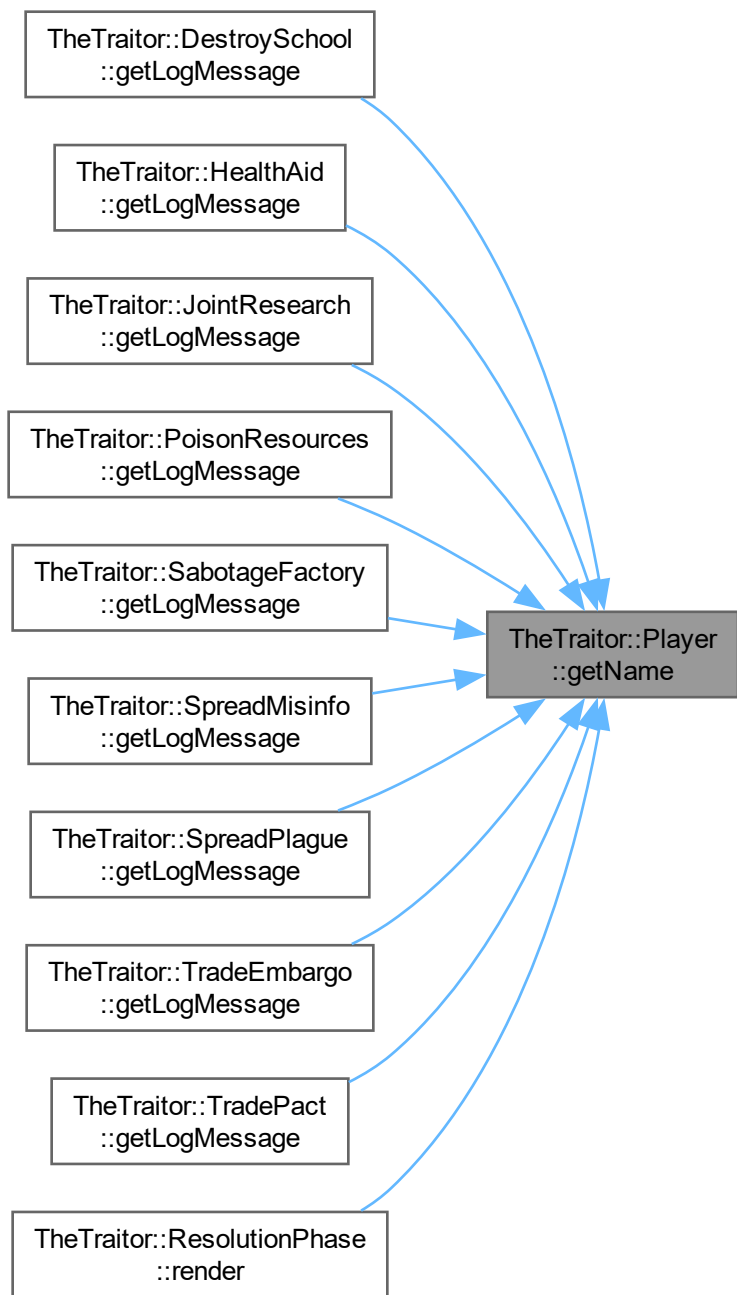 TheTraitor::DestroySchool
::getLogMessage
TheTraitor::HealthAid
::getLogMessage
TheTraitor::JointResearch
::getLogMessage
TheTraitor::PoisonResources
::getLogMessage
TheTraitor::SabotageFactory
::getLogMessage
TheTraitor::Player
::getName
TheTraitor::SpreadMisinfo
::getLogMessage
TheTraitor::SpreadPlague
::getLogMessage
TheTraitor::TradeEmbargo
::getLogMessage
TheTraitor::TradePact
::getLogMessage
TheTraitor::ResolutionPhase
::render